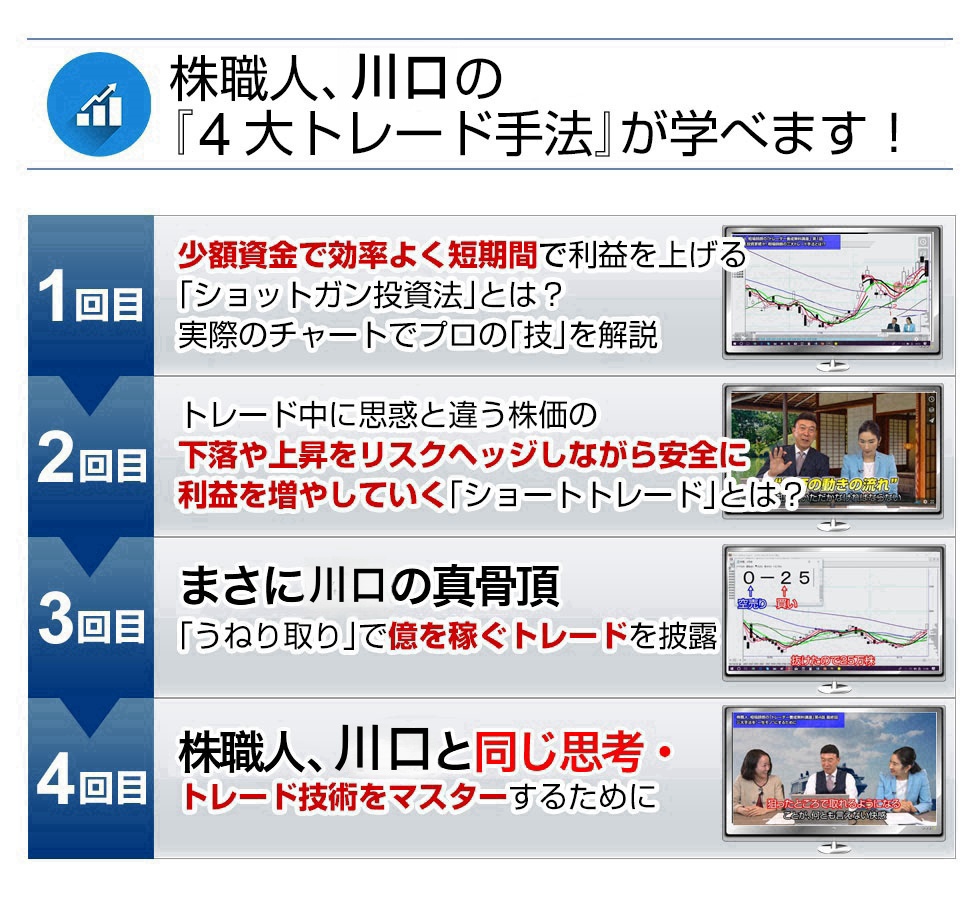 株職人、川口の
『4大トレード手法』が学べます！
1回目
少額資金で効率よく短期間で利益を上げる
「ショットガン投資法」とは？
実際のチャートでプロの「技」を解説
2回目
トレード中に思惑と違う株価の
下落や上昇をリスクヘッジしながら安全に
利益を増やしていく「ショートトレード」とは？
の動きの流れ"
3回目
まさに川口の真骨頂
「うねり取り」で億を稼ぐトレードを披露
0－25
空売り 買い
抜けたので25万株
4回目
株職人、川口と同じ思考・
トレード技術をマスターするために
狙ったところで取れるようになる
ことが、何とも言えない快感